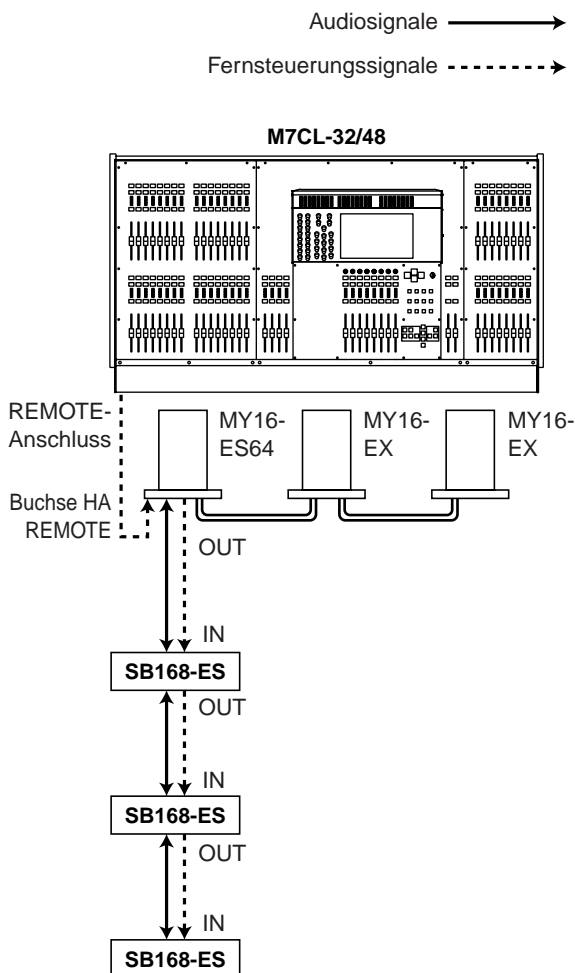 Audiosignale
Fernsteuerungssignale
M7CL-32/48
REMOTE-
Anschluss
MY16-
ES64
MY16-
EX
MY16-
EX
Buchse HA
REMOTE
OUT
IN
SB168-ES
OUT
IN
SB168-ES
OUT
IN
SB168-ES